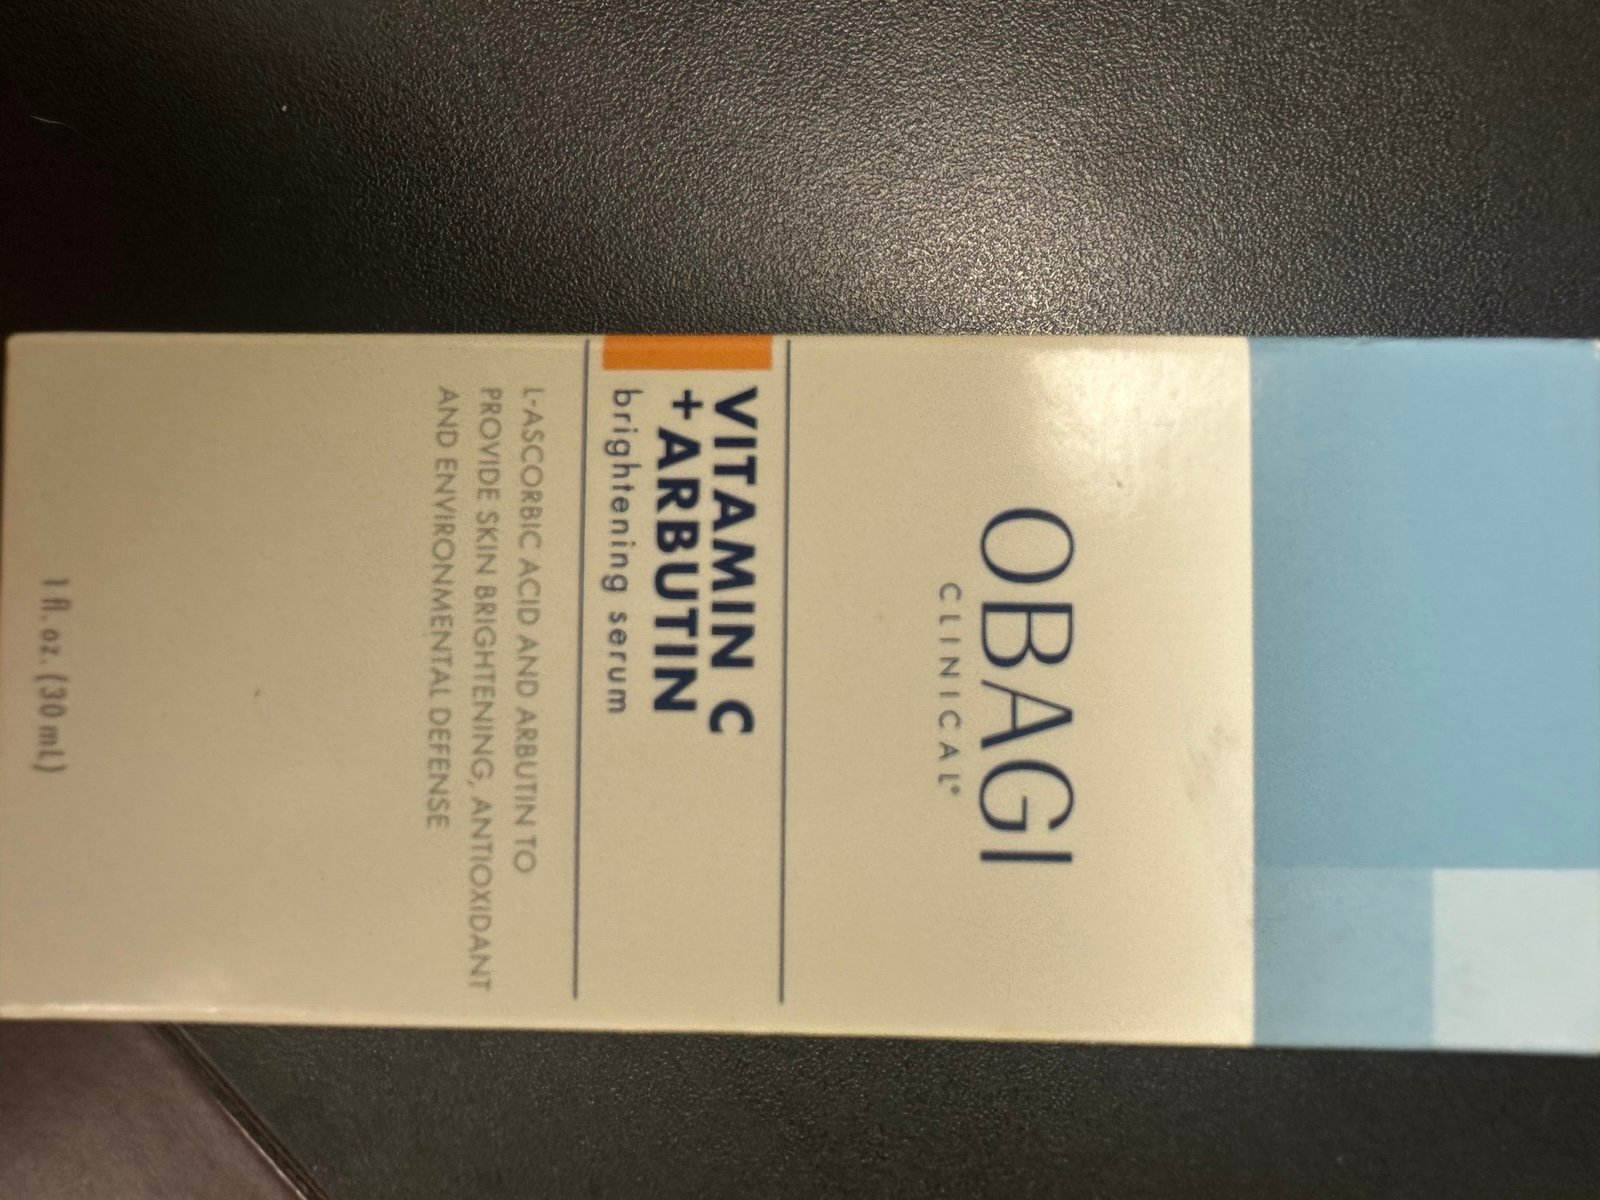 OBAGI
CLINICAL®
VITAMIN C
+ARBUTIN
brightening serum
L-ASCORBIC ACID AND ARBUTIN TO
PROVIDE SKIN BRIGHTENING, ANTIOXIDANT
AND ENVIRONMENTAL DEFENSE
1 fl. oz. (30 mL)